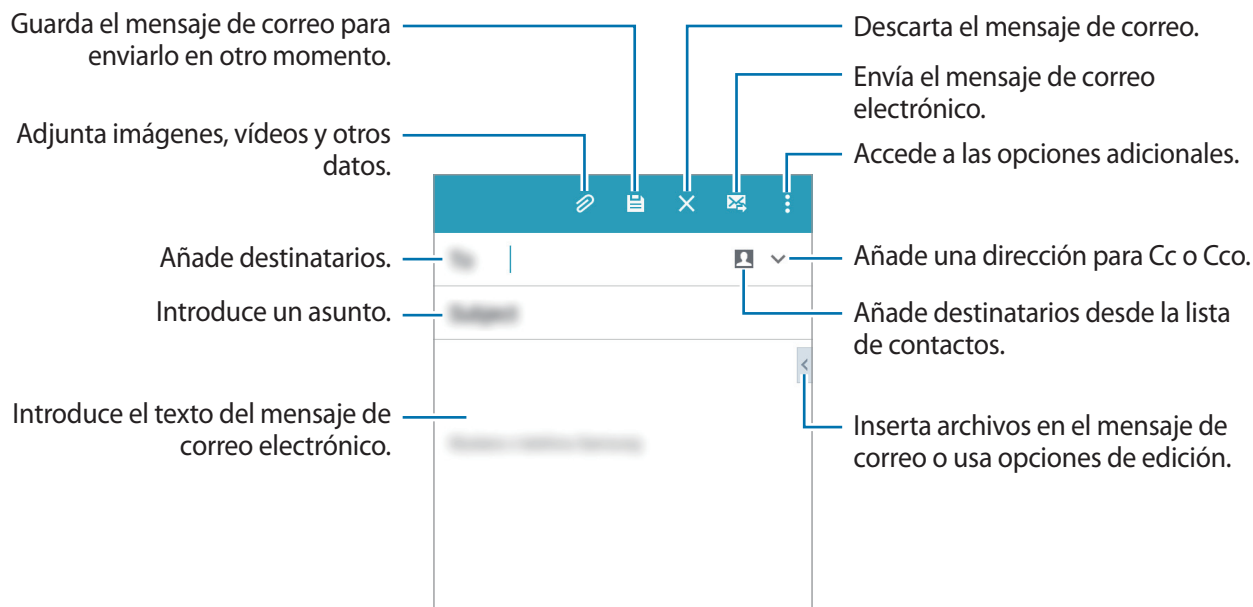 Guarda el mensaje de correo para
enviarlo en otro momento.
Adjunta imágenes, vídeos y otros
datos.
Añade destinatarios.
Introduce un asunto.
Introduce el texto del mensaje de
correo electrónico.
Descarta el mensaje de correo.
Envía el mensaje de correo
electrónico.
Accede a las opciones adicionales.
Añade una dirección para Cc o Cco.
Añade destinatarios desde la lista
de contactos.
Inserta archivos en el mensaje de
correo o usa opciones de edición.
To
Subject